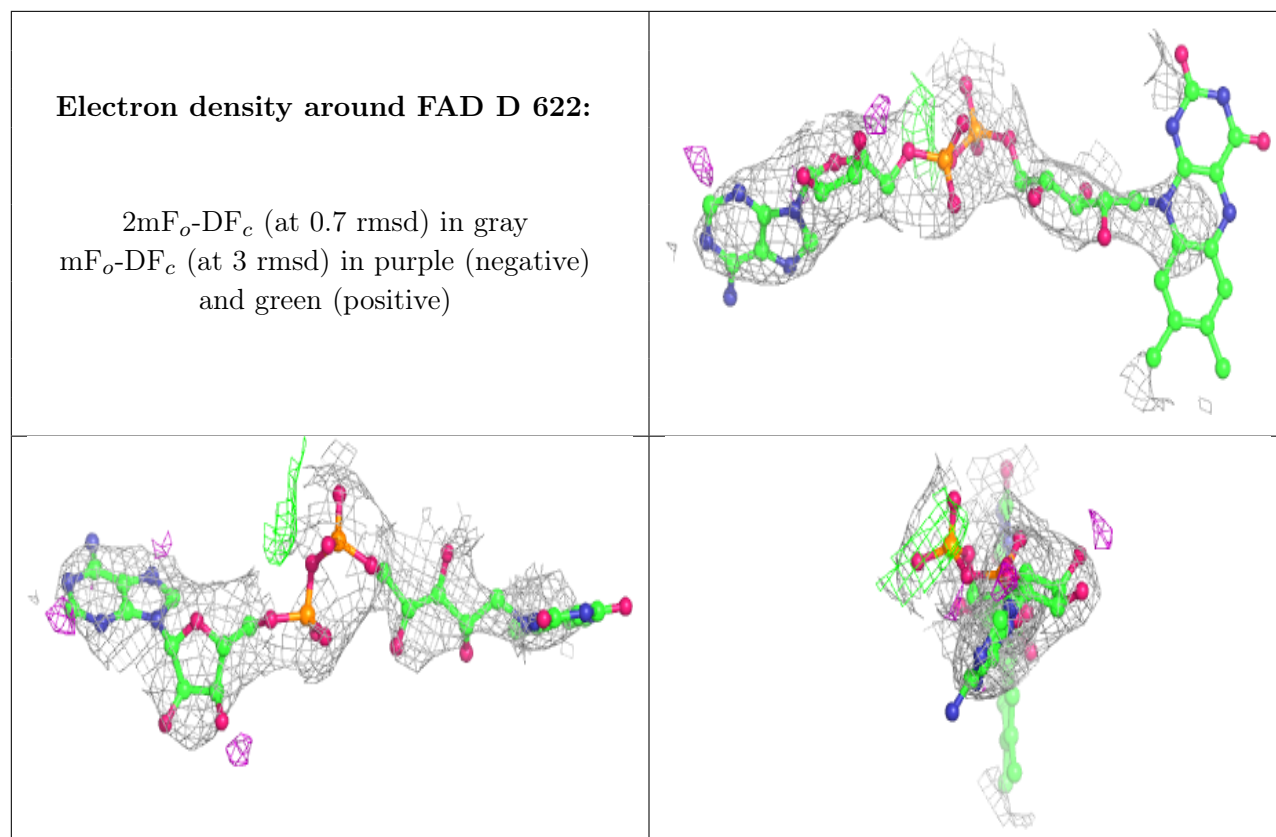 Electron density around FAD D 622:
2mFo-DFc (at 0.7 rmsd) in gray
mFo-DFc (at 3 rmsd) in purple (negative)
and green (positive)